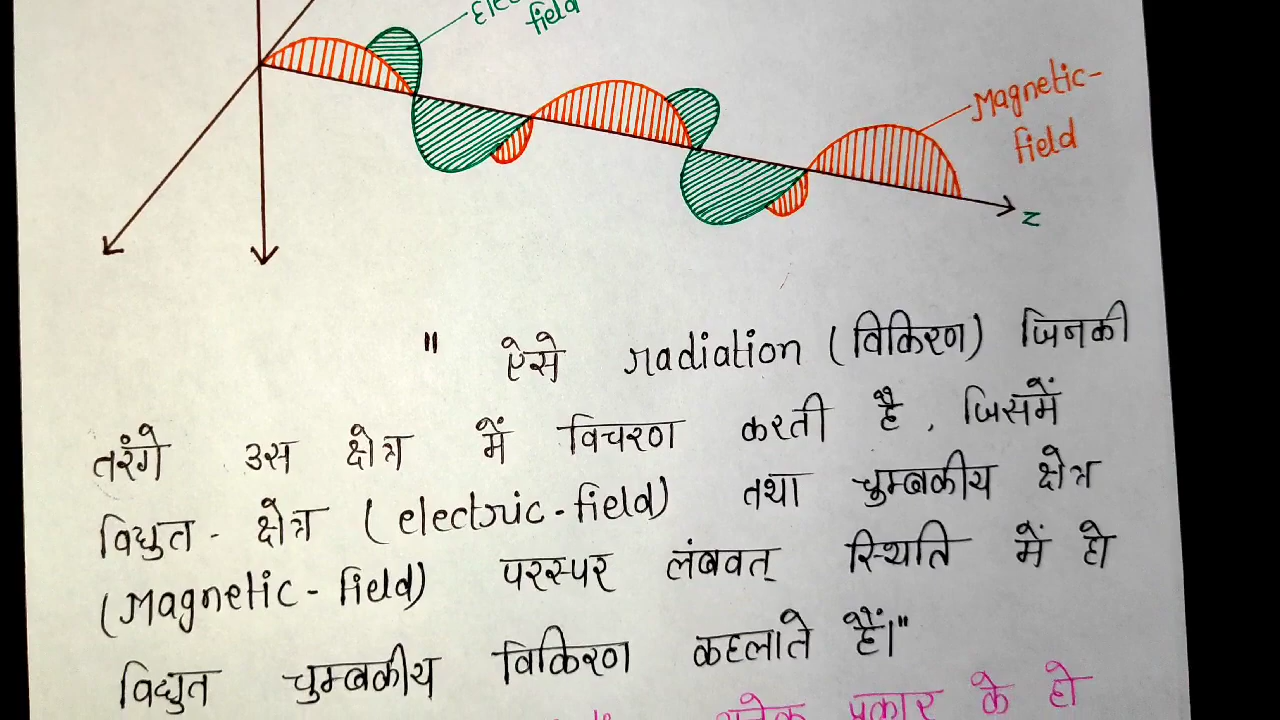 field
Magnetic-
field
z
" ऐसे radiation (विकिरण) जिनकी
तरंगे उस क्षेत्र में विचरण करती है , जिसमें
विद्युत - क्षेत्र (electric-field) तथा चुम्बकीय क्षेत्र
(Magnetic-field) परस्पर लंबवत् स्थिति में हो
विद्युत चुम्बकीय विकिरण कहलाते हैं।"
प्रकार के हो